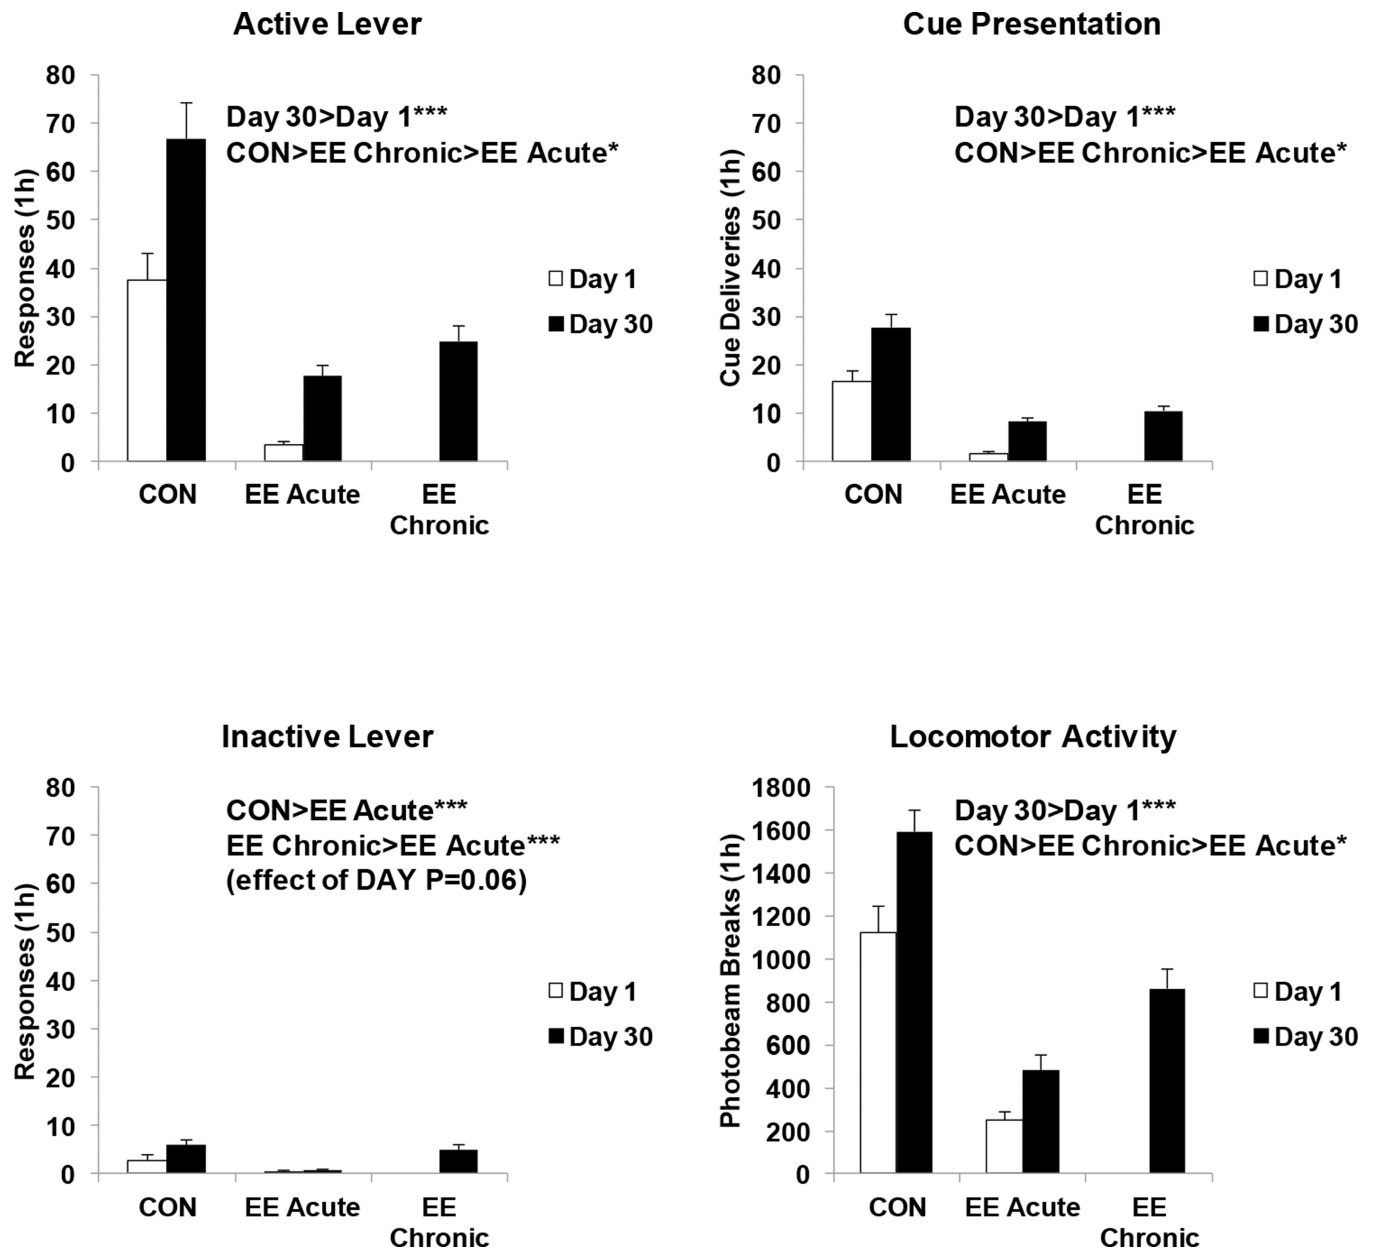 Active Lever
80
70
60
50
40
30
20
10
0
Responses (1h)
Day 30>Day 1***
CON>EE Chronic>EE Acute*
Day 1
Day 30
CON
EE Acute
EE
Chronic
Cue Presentation
80
70
60
50
40
30
20
10
0
Cue Deliveries (1h)
Day 30>Day 1***
CON>EE Chronic>EE Acute*
Day 1
Day 30
CON
EE Acute
EE
Chronic
Inactive Lever
80
70
60
50
40
30
20
10
0
Responses (1h)
CON>EE Acute***
EE Chronic>EE Acute***
(effect of DAY P=0.06)
Day 1
Day 30
CON
EE Acute
EE
Chronic
Locomotor Activity
1800
1600
1400
1200
1000
800
600
400
200
0
Photobeam Breaks (1h)
Day 30>Day 1***
CON>EE Chronic>EE Acute*
Day 1
Day 30
CON
EE Acute
EE
Chronic